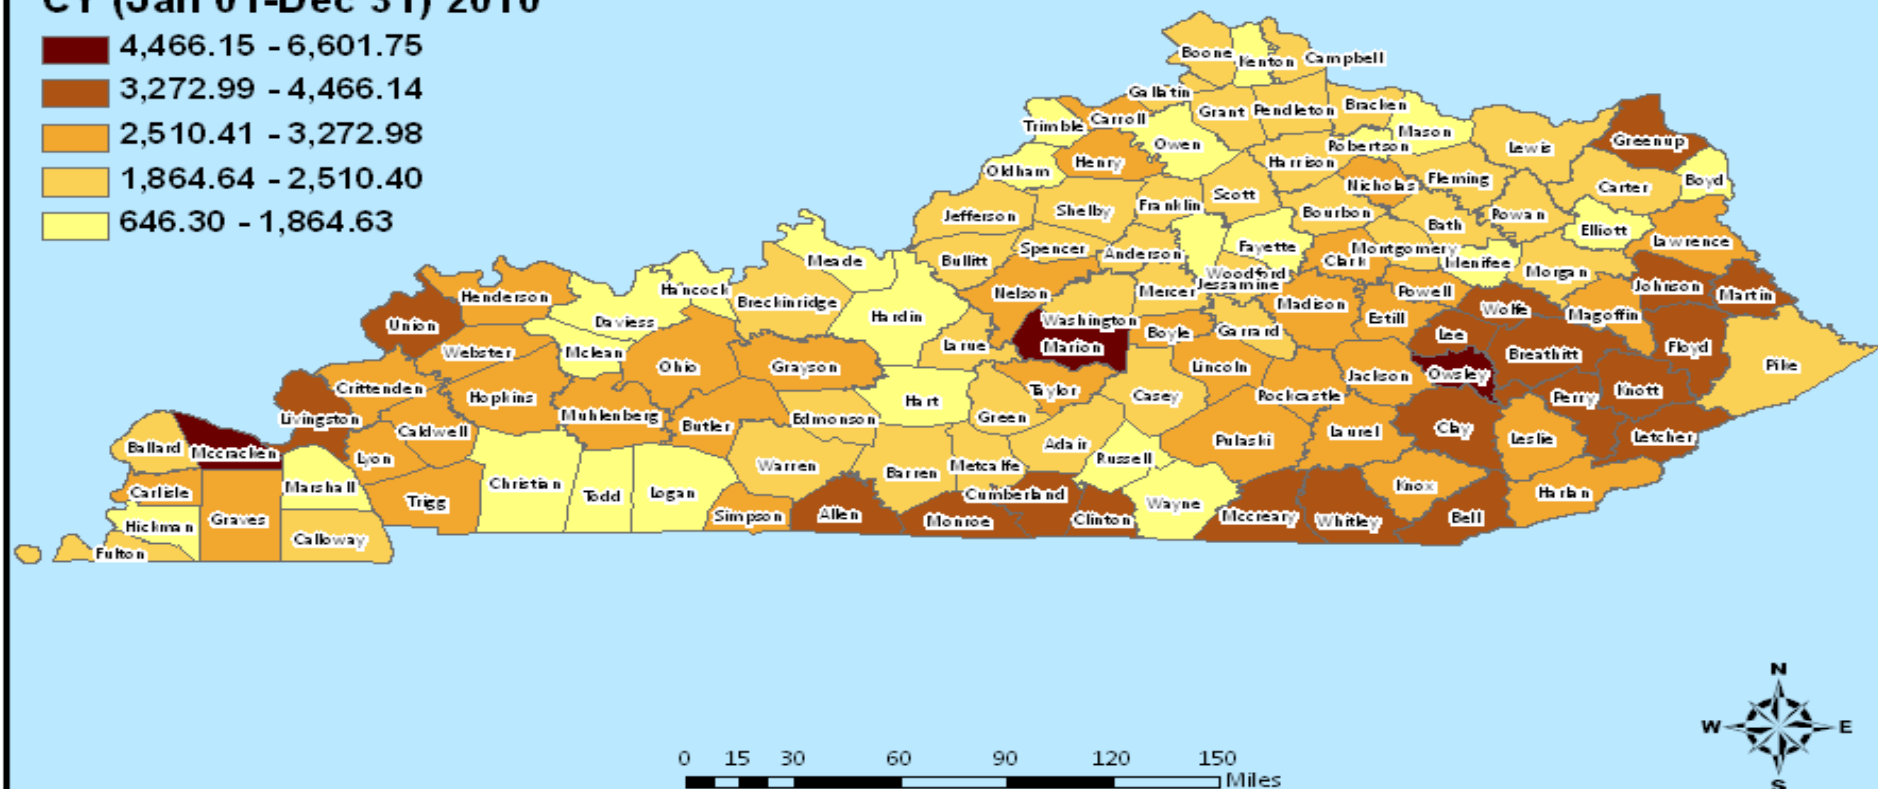 CY (Jan 01-Dec 31) 2010
4,466.15 - 6,601.75
3,272.99 - 4,466.14
2,510.41 - 3,272.98
1,864.64 - 2,510.40
646.30 - 1,864.63
Boone Kenton Campbell
Gallatin Grant Pendleton Bracken
Trimble Carroll Owen Robertson Mason Lewis Greenup
Oldham Henry Harrison Nicholas Fleming Carter Boyd
Jefferson Shelby Franklin Scott Bourbon Bath Rowan Elliott
Bullitt Spencer Anderson Fayette Clark Montgomery Menifee Morgan Lawrence
Meade Woodford
Hancock Breckinridge Nelson Mercer Jessamine Madison Powell Johnson Martin
Henderson Daviess Hardin Washington Boyle Garrard Estill Wolfe Magoffin
Union Webster Mclean Ohio Grayson Larue Marion Lincoln Lee Breathitt Floyd Pike
Crittenden Hopkins Hart Taylor Casey Rockcastle Jackson Owsley Perry Knott
Livingston Caldwell Muhlenberg Butler Edmonson Green Adair Pulaski Laurel Clay Leslie Letcher
Ballard Mccracken Lyon Warren Barren Metcalfe Russell
Carlisle Marshall Trigg Christian Todd Logan Cumberland Wayne Knox Harlan
Hickman Graves Simpson Allen Monroe Clinton Mccreary Whitley Bell
Fulton Calloway
N
W E
S
0 15 30 60 90 120 150
Miles